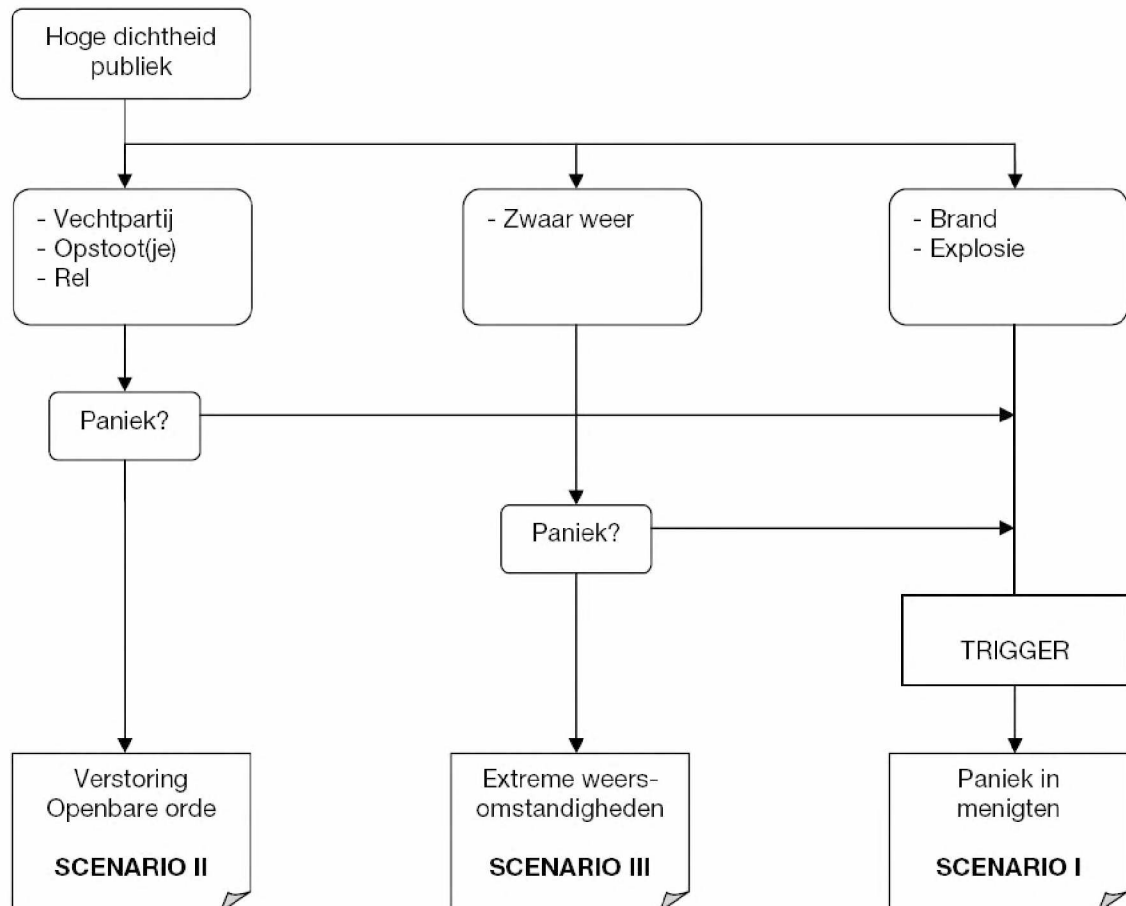 Hoge dichtheid
publiek
- Vechtpartij
- Opstoot(je)
- Rel
- Zwaar weer
- Brand
- Explosie
Paniek?
Paniek?
TRIGGER
Verstoring
Openbare orde
SCENARIO II
Extreme weers-
omstandigheden
SCENARIO III
Paniek in
menigten
SCENARIO I